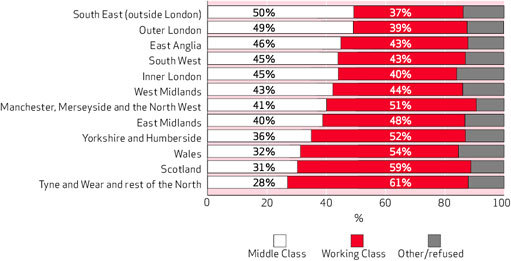 South East (outside London) 50% 37%
Outer London 49% 39%
East Anglia 46% 43%
South West 45% 43%
Inner London 45% 40%
West Midlands 43% 44%
Manchester, Merseyside and the North West 41% 51%
East Midlands 40% 48%
Yorkshire and Humberside 36% 52%
Wales 32% 54%
Scotland 31% 59%
Tyne and Wear and rest of the North 28% 61%
0 20 40 60 80 100
%
Middle Class Working Class Other/refused